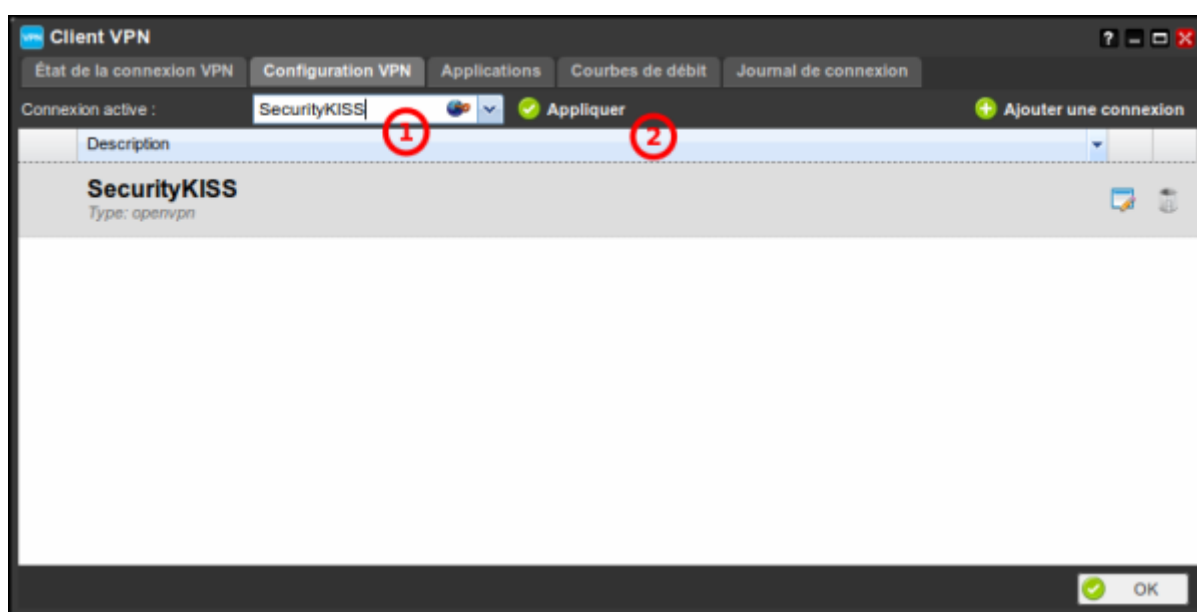 VPN Client VPN ?
État de la connexion VPN Configuration VPN Applications Courbes de débit Journal de connexion
Connexion active : SecurityKISS Appliquer Ajouter une connexion
1 2
Description
SecurityKISS
Type: openvpn
OK